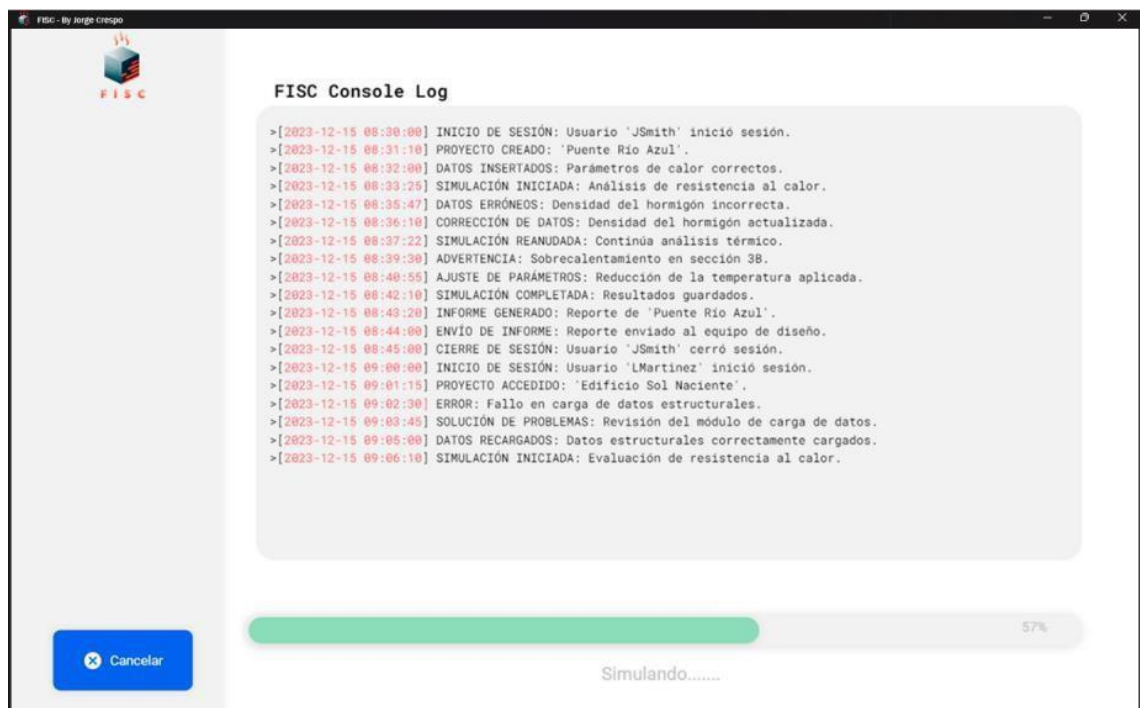 FISC - By Jorge Crespo
FISC
FISC Console Log
>[2023-12-15 08:30:00] INICIO DE SESIÓN: Usuario 'JSmith' inició sesión.
>[2023-12-15 08:31:10] PROYECTO CREADO: 'Puente Río Azul'.
>[2023-12-15 08:32:00] DATOS INSERTADOS: Parámetros de calor correctos.
>[2023-12-15 08:33:25] SIMULACIÓN INICIADA: Análisis de resistencia al calor.
>[2023-12-15 08:35:47] DATOS ERRÓNEOS: Densidad del hormigón incorrecta.
>[2023-12-15 08:36:10] CORRECCIÓN DE DATOS: Densidad del hormigón actualizada.
>[2023-12-15 08:37:22] SIMULACIÓN REANUDADA: Continúa análisis térmico.
>[2023-12-15 08:39:30] ADVERTENCIA: Sobrecalentamiento en sección 3B.
>[2023-12-15 08:40:55] AJUSTE DE PARÁMETROS: Reducción de la temperatura aplicada.
>[2023-12-15 08:42:10] SIMULACIÓN COMPLETADA: Resultados guardados.
>[2023-12-15 08:43:20] INFORME GENERADO: Reporte de 'Puente Río Azul'.
>[2023-12-15 08:44:00] ENVÍO DE INFORME: Reporte enviado al equipo de diseño.
>[2023-12-15 08:45:00] CIERRE DE SESIÓN: Usuario 'JSmith' cerró sesión.
>[2023-12-15 09:00:00] INICIO DE SESIÓN: Usuario 'LMartinez' inició sesión.
>[2023-12-15 09:01:15] PROYECTO ACCEDIDO: 'Edificio Sol Naciente'.
>[2023-12-15 09:02:30] ERROR: Fallo en carga de datos estructurales.
>[2023-12-15 09:03:45] SOLUCIÓN DE PROBLEMAS: Revisión del módulo de carga de datos.
>[2023-12-15 09:05:00] DATOS RECARGADOS: Datos estructurales correctamente cargados.
>[2023-12-15 09:06:10] SIMULACIÓN INICIADA: Evaluación de resistencia al calor.
57%
Cancelar
Simulando.......